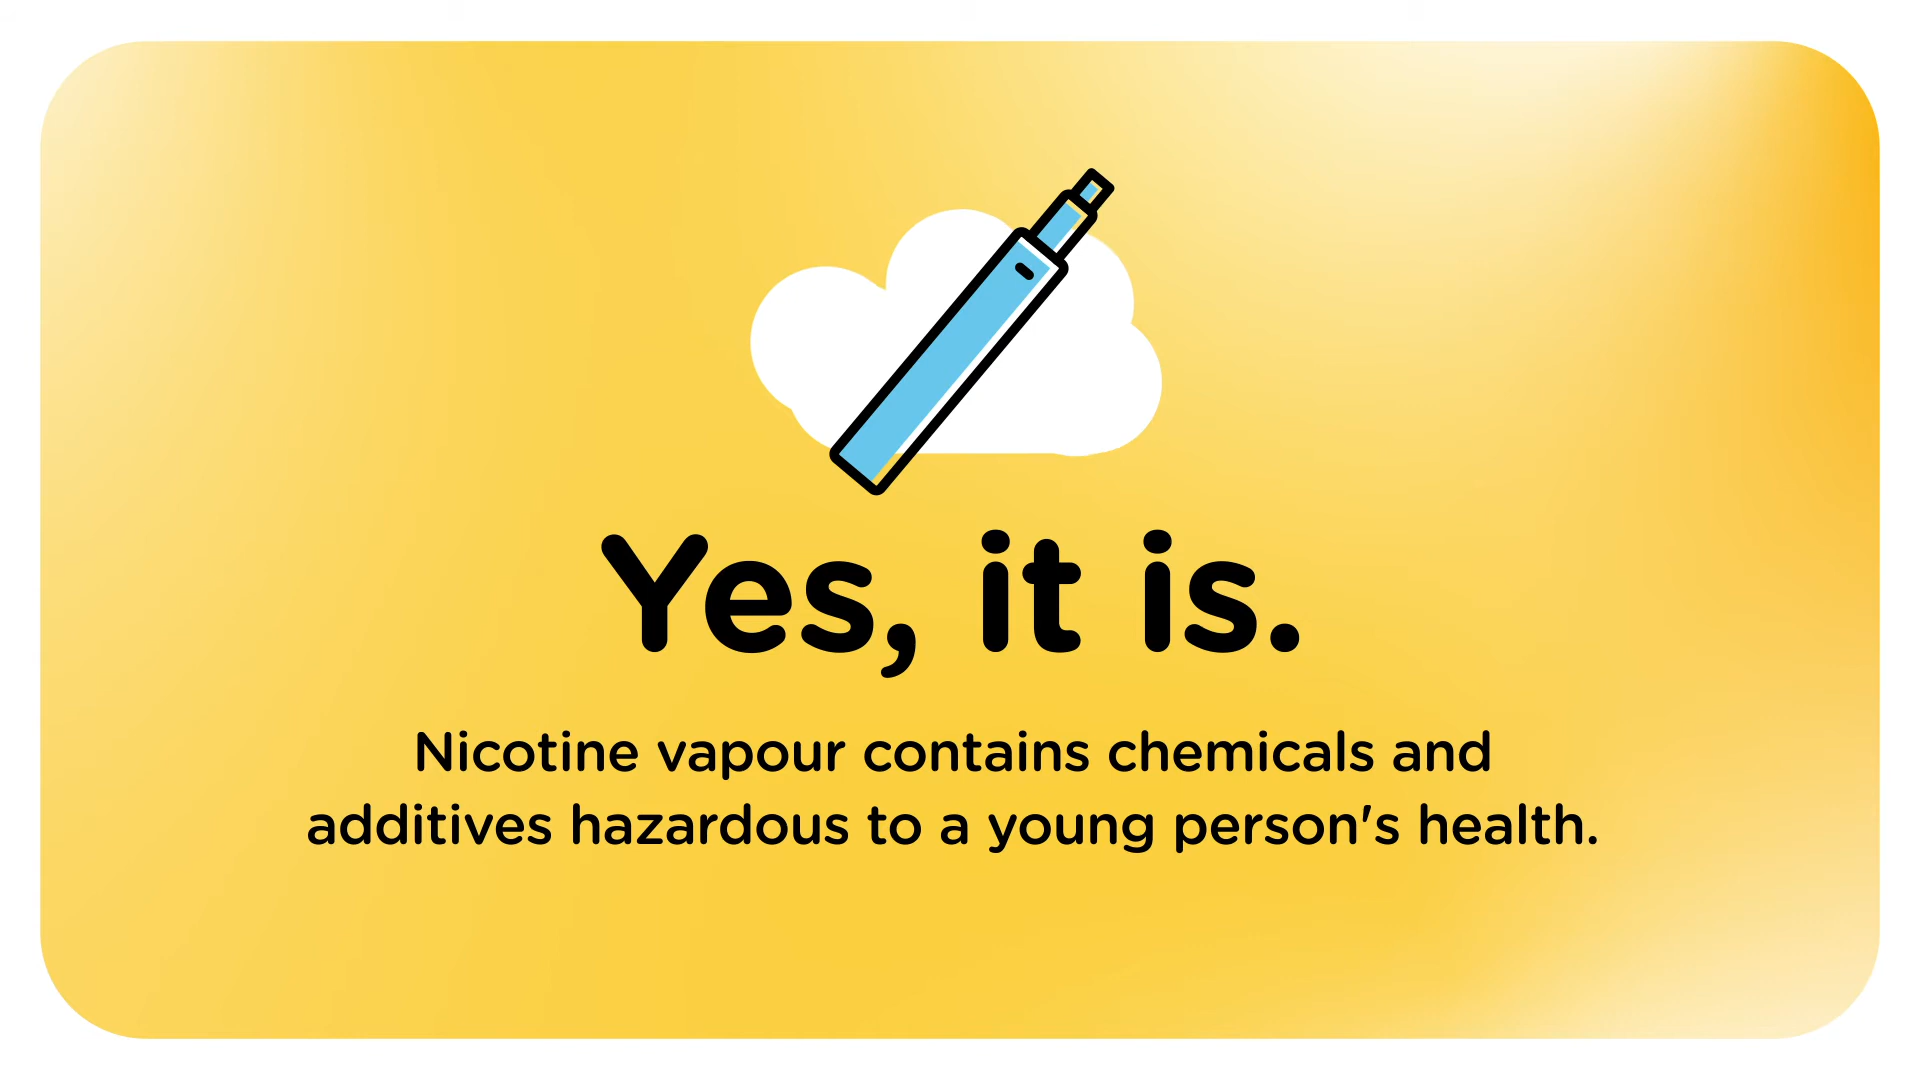 Yes, it is.
Nicotine vapour contains chemicals and
additives hazardous to a young person's health.